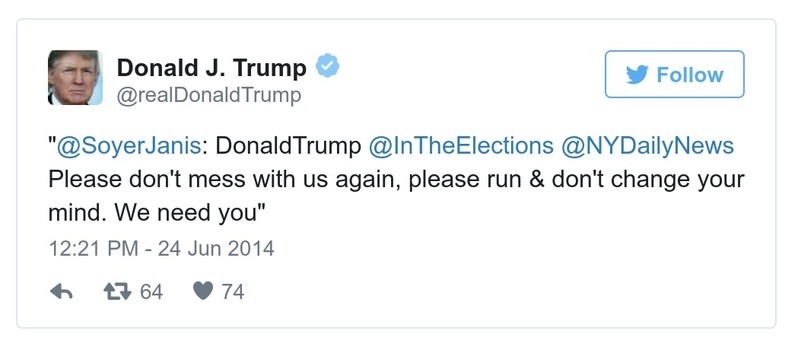 Donald J. Trump
@realDonaldTrump
Follow
"@SoyerJanis: DonaldTrump @InTheElections @NYDailyNews
Please don't mess with us again, please run & don't change your
mind. We need you"
12:21 PM - 24 Jun 2014
64 74